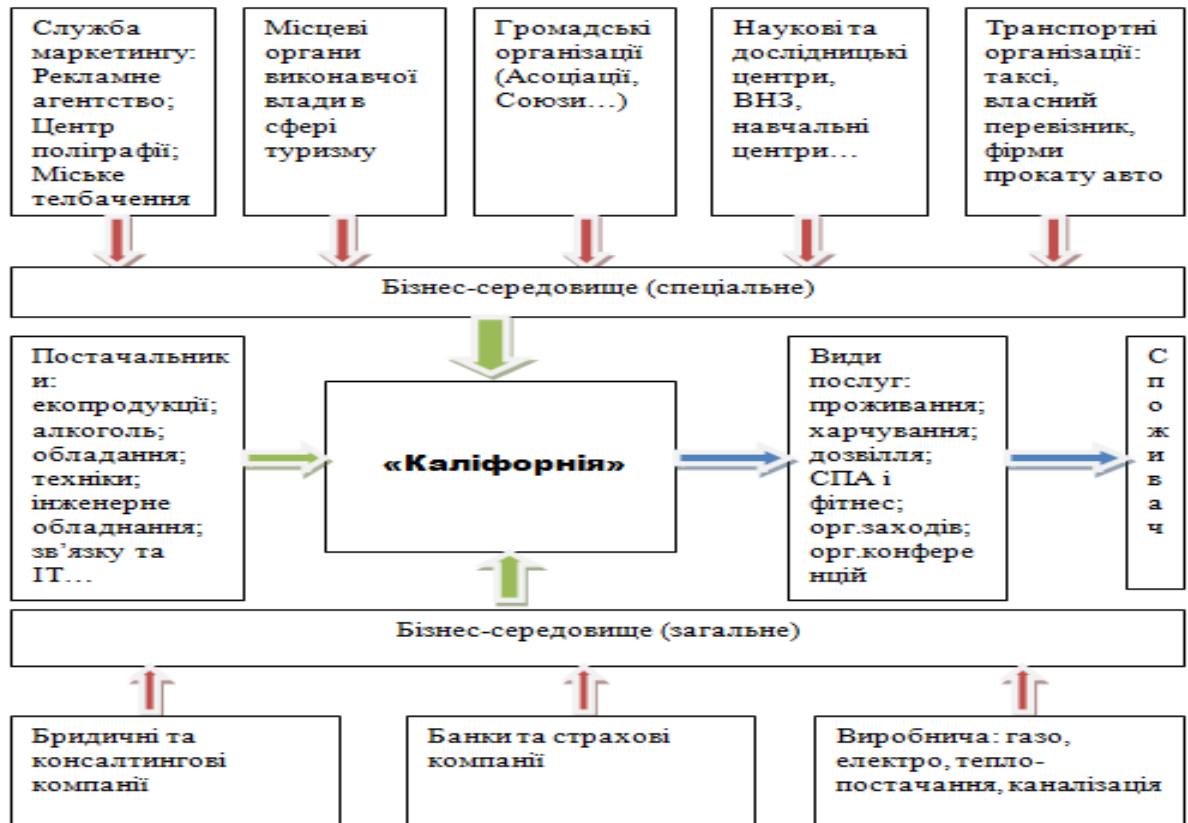 Служба
маркетингу:
Рекламне
агентство;
Центр
поліграфії;
Міське
телбачення
Місцеві
органи
виконавчої
влади в
сфері
туризму
Громадські
організації
(Асоціації,
Союзи…)
Наукові та
дослідницькі
центри,
ВНЗ,
навчальні
центри…
Транспортні
організації:
таксі,
власний
перевізник,
фірми
прокату авто
Бізнес-середовище (спеціальне)
Постачальник
и:
екопродукції;
алкоголь;
обладання;
техніки;
інженерне
обладнання;
зв’язку та
ІТ…
«Каліфорнія»
Види
послуг:
проживання;
харчування;
дозвілля;
СПА і
фітнес;
орг.заходів;
орг.конфере
нцій
С
п
о
ж
и
в
а
ч
Бізнес-середовище (загальне)
Бридичні та
консалтингові
компанії
Банки та страхові
компанії
Виробнича: газо,
електро, тепло-
постачання, каналізація